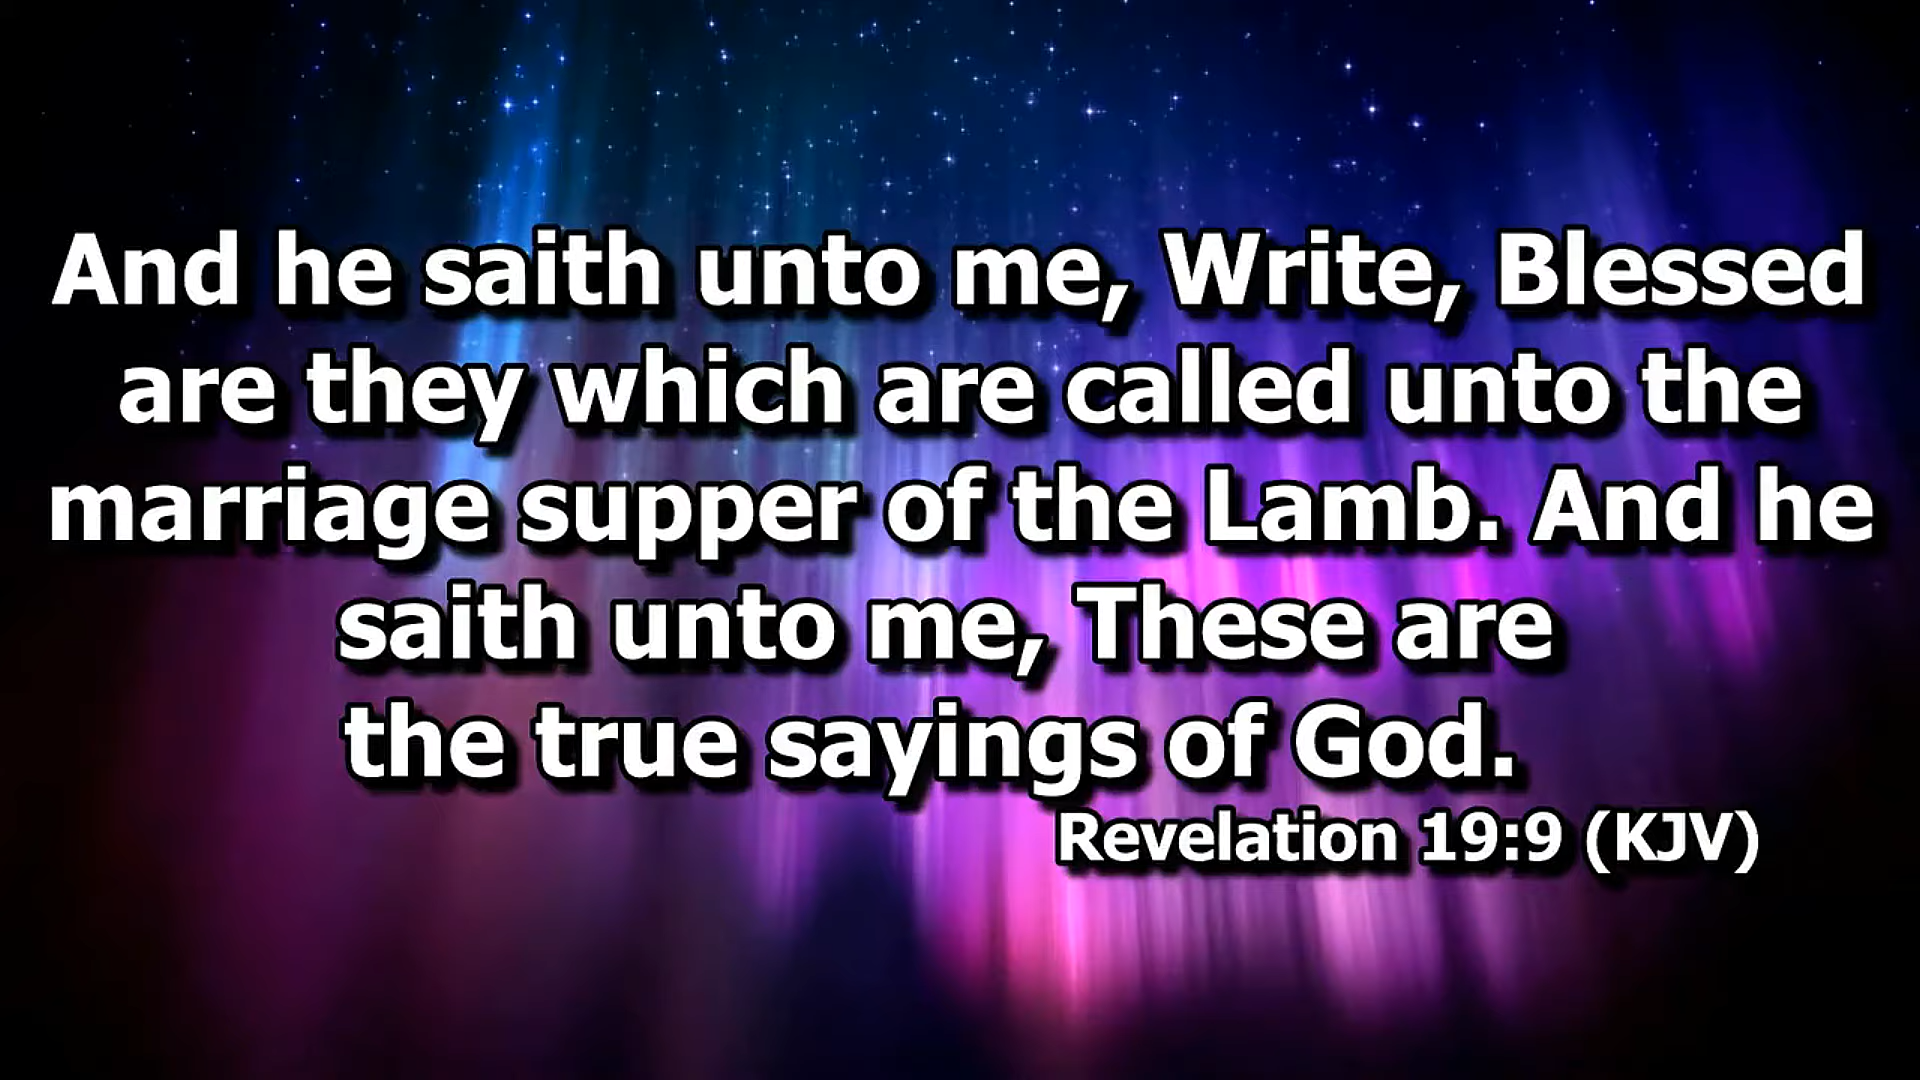 And he saith unto me, Write, Blessed
are they which are called unto the
marriage supper of the Lamb. And he
saith unto me, These are
the true sayings of God.
Revelation 19:9 (KJV)